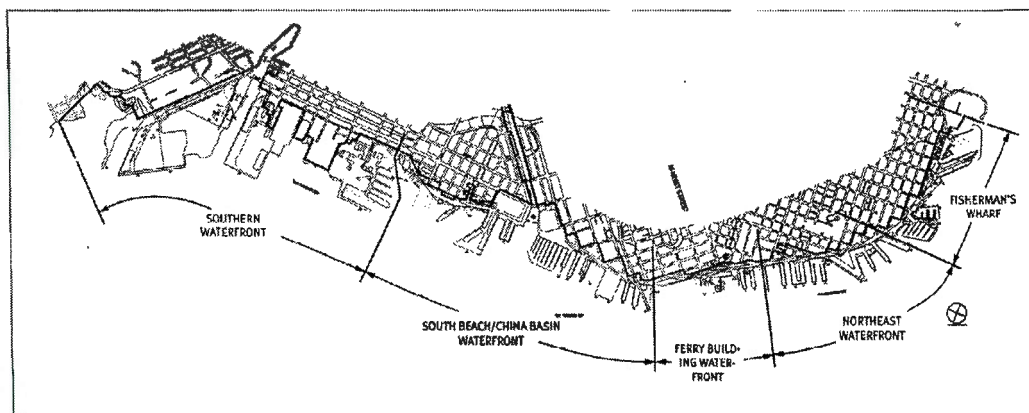 SOUTHERN
WATERFRONT
SOUTH BEACH/CHINA BASIN
WATERFRONT
FERRY BUILD-
ING WATER-
FRONT
NORTHEAST
WATERFRONT
FISHERMAN'S
WHARF